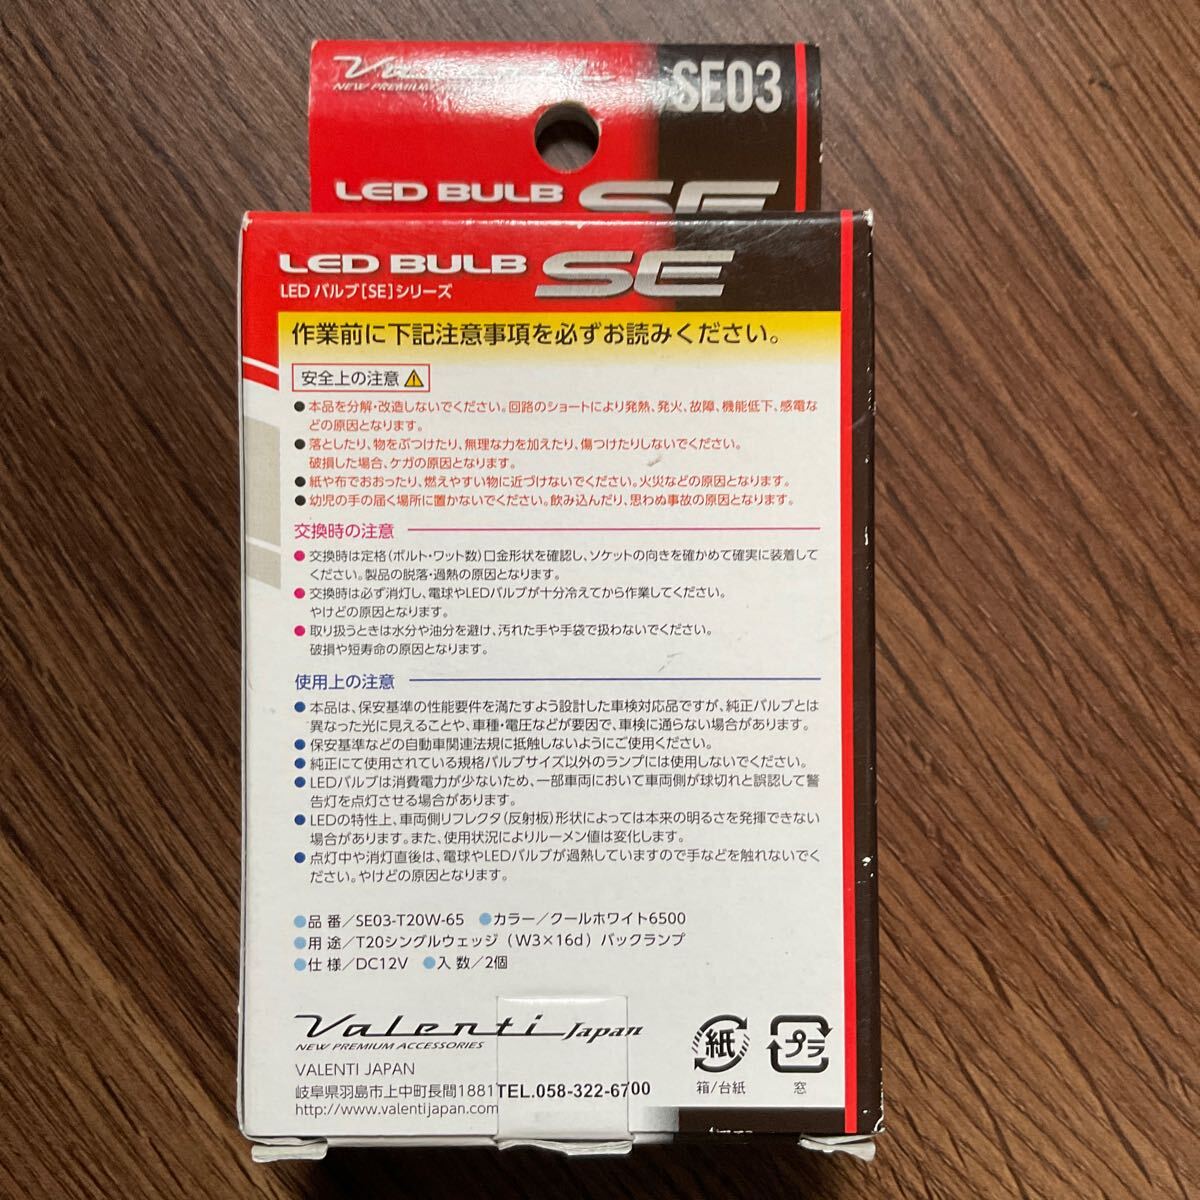 Valenti
NEW PREMIUM
SE03
LED BULB SE
LED BULB SE
LED バルブ[SE]シリーズ
作業前に下記注意事項を必ずお読みください。
安全上の注意
●本品を分解・改造しないでください。回路のショートにより発熱、発火、故障、機能低下、感電な
どの原因となります。
●落としたり、物をぶつけたり、無理な力を加えたり、傷つけたりしないでください。
破損した場合、ケガの原因となります。
●紙や布でおおったり、燃えやすい物に近づけないでください。火災などの原因となります。
●幼児の手の届く場所に置かないでください。飲み込んだり、思わぬ事故の原因となります。
交換時の注意
●交換時は定格(ボルト・ワット数)口金形状を確認し、ソケットの向きを確かめて確実に装着して
ください。製品の脱落・過熱の原因となります。
●交換時は必ず消灯し、電球やLEDバルブが十分冷えてから作業してください。
やけどの原因となります。
●取り扱うときは水分や油分を避け、汚れた手や手袋で扱わないでください。
破損や短寿命の原因となります。
使用上の注意
●本品は、保安基準の性能要件を満たすよう設計した車検対応品ですが、純正バルブとは
異なった光に見えることや、車種・電圧などが要因で、車検に通らない場合があります。
●保安基準などの自動車関連法規に抵触しないようにご使用ください。
●純正にて使用されている規格バルブサイズ以外のランプには使用しないでください。
●LEDバルブは消費電力が少ないため、一部車両において車両側が球切れと誤認して警
告灯を点灯させる場合があります。
●LEDの特性上、車両側リフレクタ(反射板)形状によっては本来の明るさを発揮できない
場合があります。また、使用状況によりルーメン値は変化します。
●点灯中や消灯直後は、電球やLEDバルブが過熱していますので手などを触れないでく
ださい。やけどの原因となります。
●品 番/SE03-T20W-65 ●カラー/クールホワイト6500
●用 途/T20シングルウェッジ(W3×16d)バックランプ
●仕 様/DC12V ●入 数/2個
Valenti Japan
NEW PREMIUM ACCESSORIES
VALENTI JAPAN
岐阜県羽島市上中町長間1881 TEL.058-322-6700
http://www.valentijapan.com
紙
箱/台紙
プラ
窓